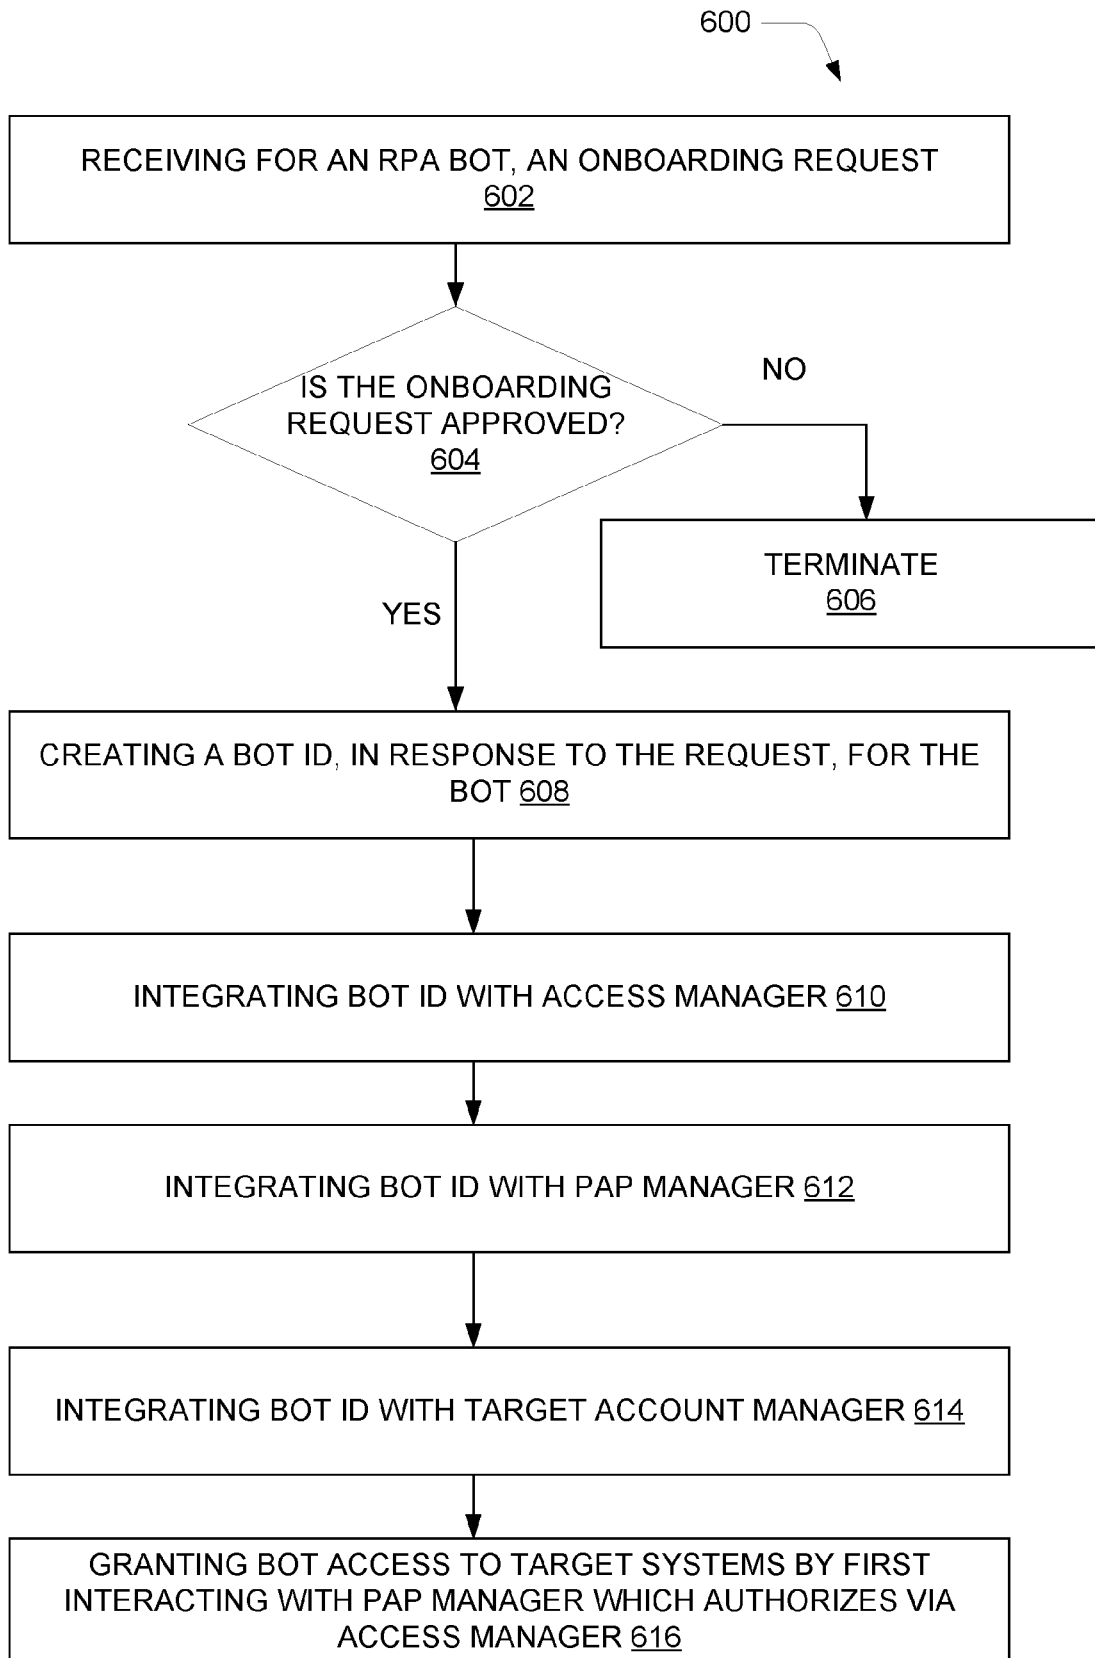 600
RECEIVING FOR AN RPA BOT, AN ONBOARDING REQUEST
602
IS THE ONBOARDING
REQUEST APPROVED?
604
NO
TERMINATE
606
YES
CREATING A BOT ID, IN RESPONSE TO THE REQUEST, FOR THE
BOT 608
INTEGRATING BOT ID WITH ACCESS MANAGER 610
INTEGRATING BOT ID WITH PAP MANAGER 612
INTEGRATING BOT ID WITH TARGET ACCOUNT MANAGER 614
GRANTING BOT ACCESS TO TARGET SYSTEMS BY FIRST
INTERACTING WITH PAP MANAGER WHICH AUTHORIZES VIA
ACCESS MANAGER 616